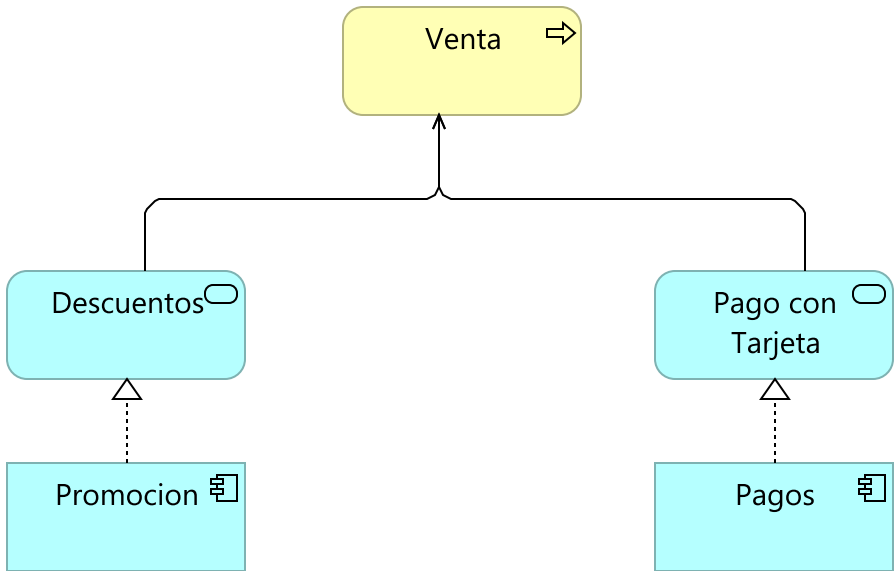 Venta
Descuentos
Pago con
Tarjeta
Promocion
Pagos